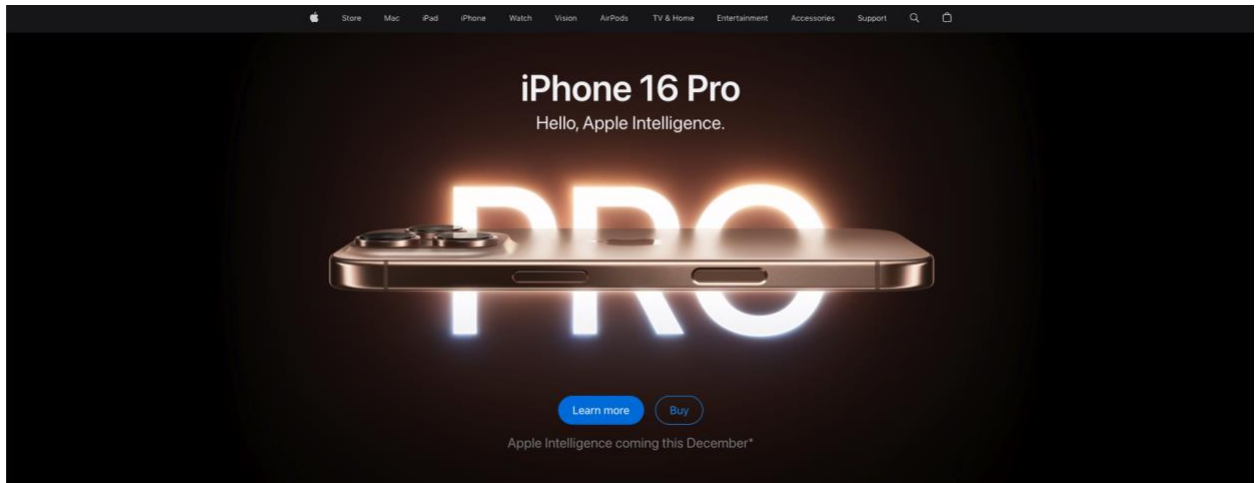 Store Mac iPad iPhone Watch Vision AirPods TV & Home Entertainment Accessories Support
iPhone 16 Pro
Hello, Apple Intelligence.
PRO
Learn more Buy
Apple Intelligence coming this December*